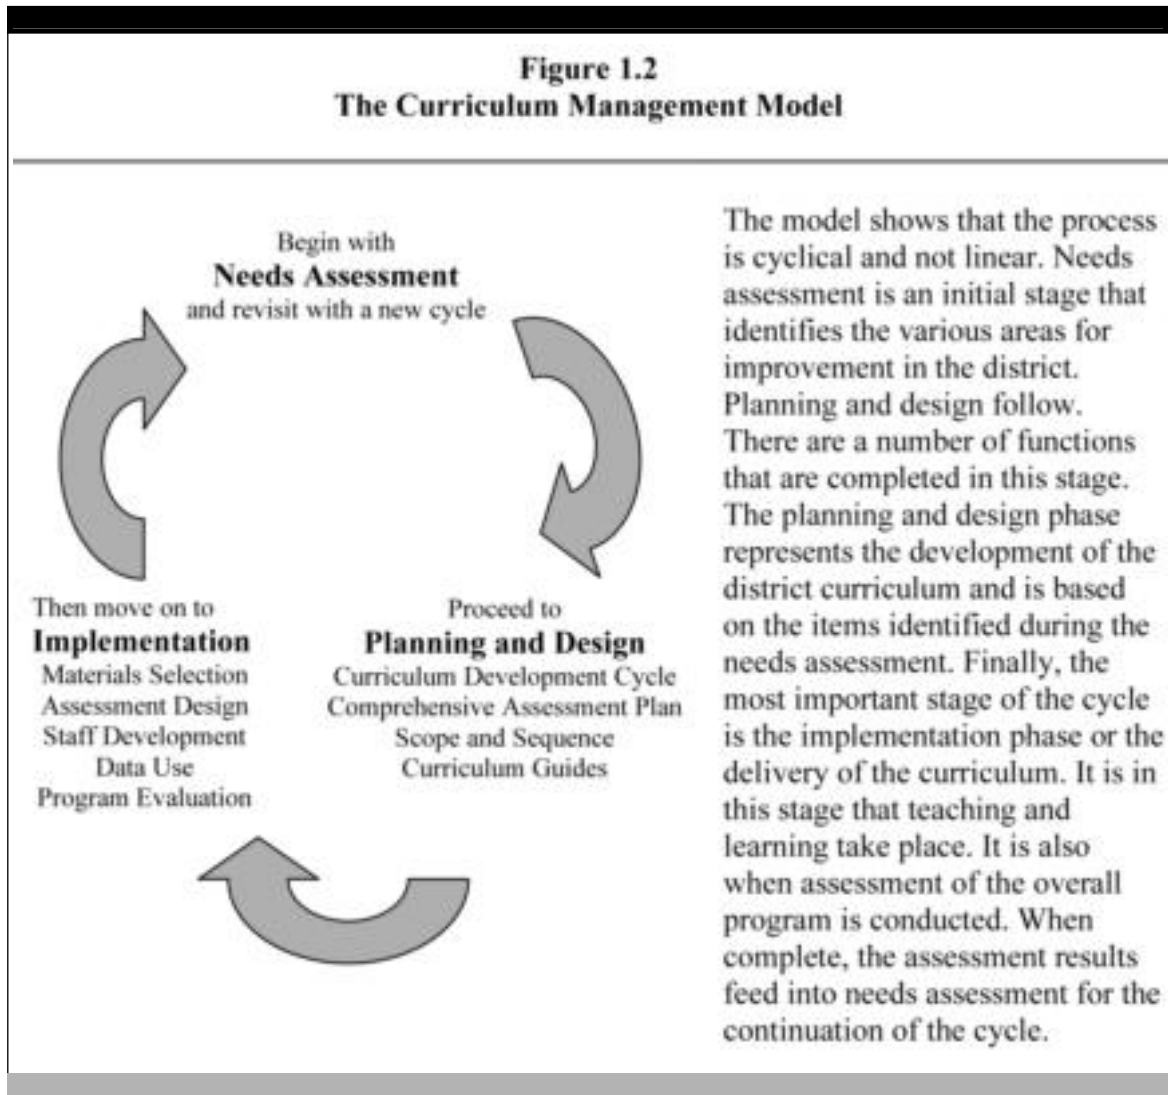 Figure 1.2
The Curriculum Management Model
Begin with
Needs Assessment
and revisit with a new cycle
Then move on to
Implementation
Materials Selection
Assessment Design
Staff Development
Data Use
Program Evaluation
Proceed to
Planning and Design
Curriculum Development Cycle
Comprehensive Assessment Plan
Scope and Sequence
Curriculum Guides
The model shows that the process
is cyclical and not linear. Needs
assessment is an initial stage that
identifies the various areas for
improvement in the district.
Planning and design follow.
There are a number of functions
that are completed in this stage.
The planning and design phase
represents the development of the
district curriculum and is based
on the items identified during the
needs assessment. Finally, the
most important stage of the cycle
is the implementation phase or the
delivery of the curriculum. It is in
this stage that teaching and
learning take place. It is also
when assessment of the overall
program is conducted. When
complete, the assessment results
feed into needs assessment for the
continuation of the cycle.